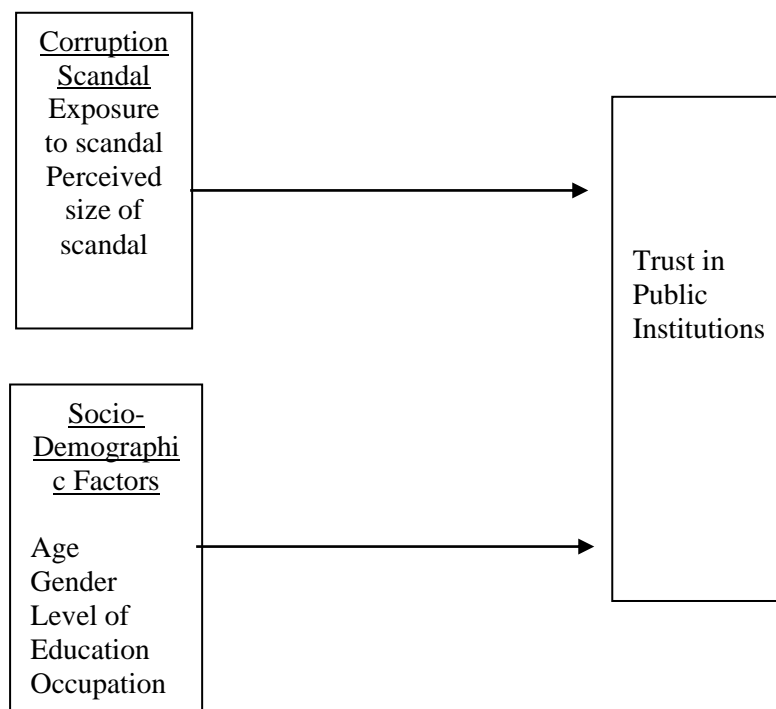 Corruption
Scandal
Exposure
to scandal
Perceived
size of
scandal
Trust in
Public
Institutions
Socio-
Demographi
c Factors
Age
Gender
Level of
Education
Occupation